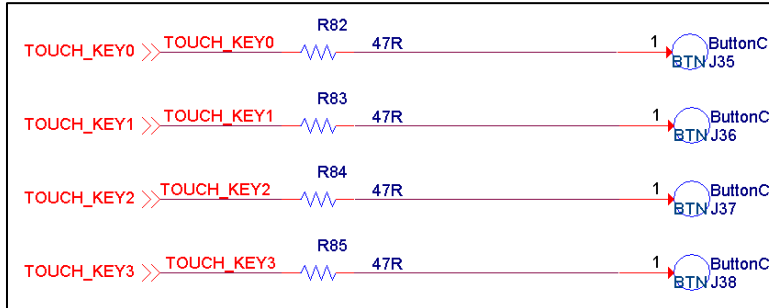 R82
TOUCH_KEY0 TOUCH_KEY0 47R 1 ButtonC
BTN J35
R83
TOUCH_KEY1 TOUCH_KEY1 47R 1 ButtonC
BTN J36
R84
TOUCH_KEY2 TOUCH_KEY2 47R 1 ButtonC
BTN J37
R85
TOUCH_KEY3 TOUCH_KEY3 47R 1 ButtonC
BTN J38